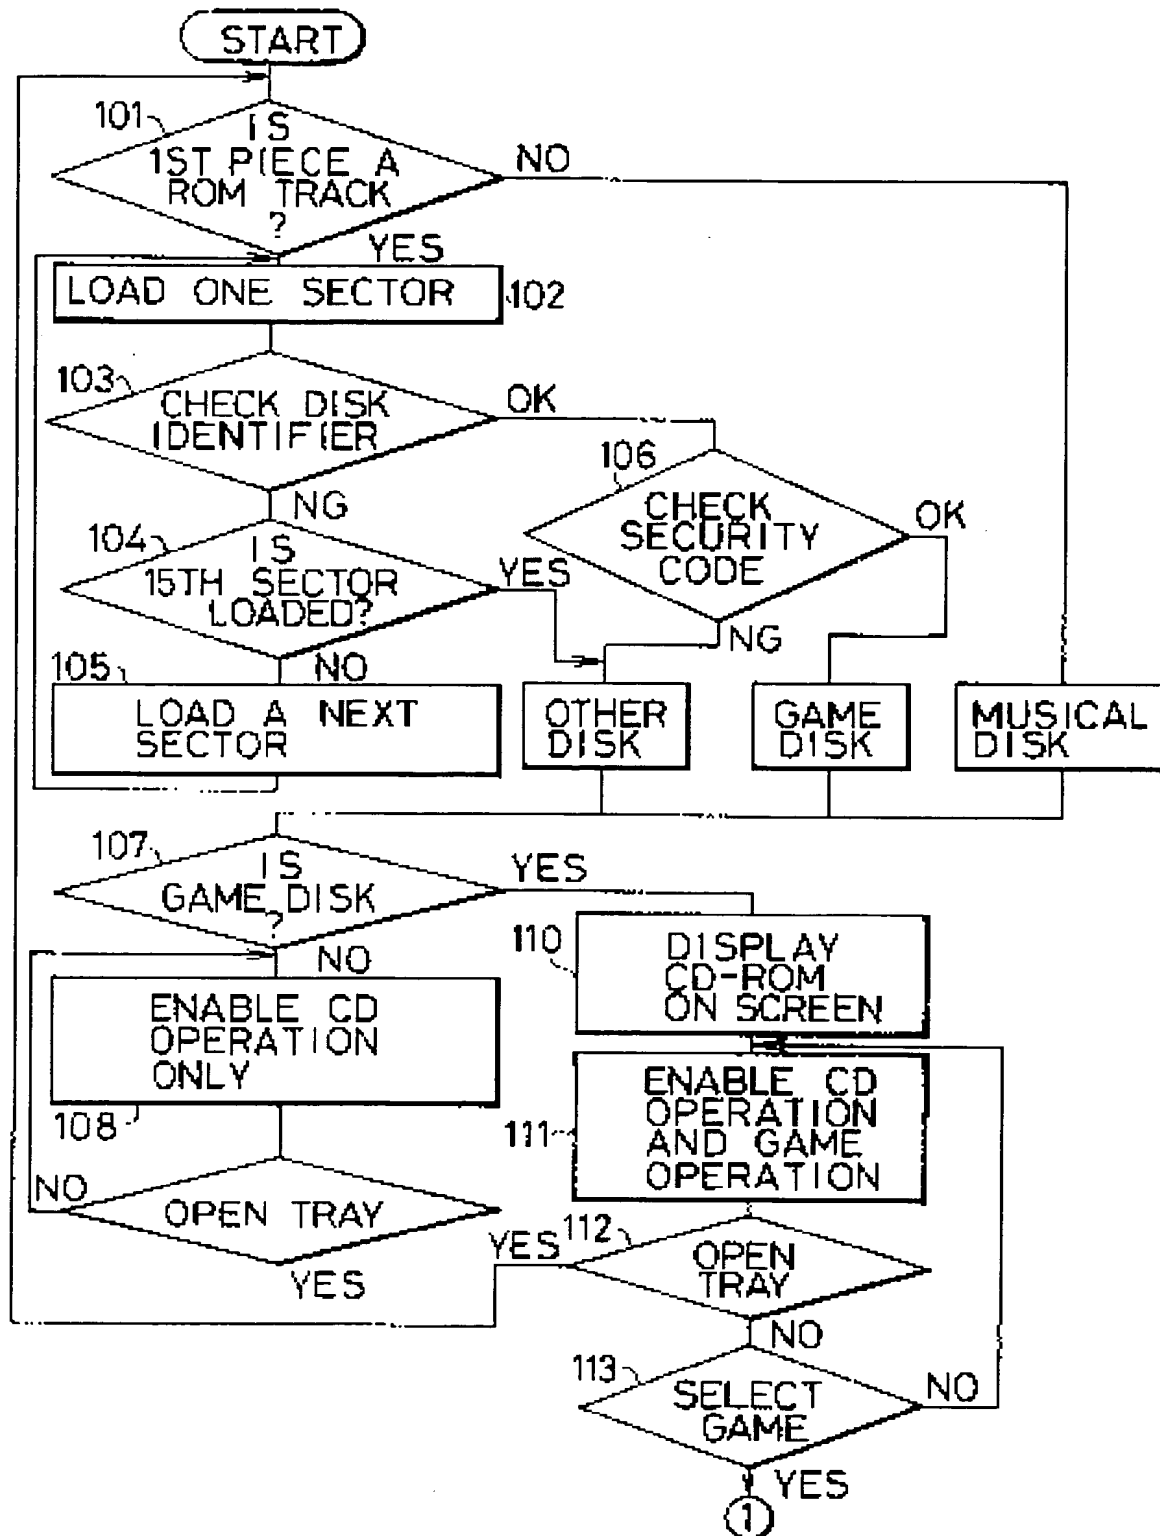 START
101
IS
1ST PIECE A
ROM TRACK
?
NO
YES
LOAD ONE SECTOR
102
103
CHECK DISK
IDENTIFIER
OK
NG
106
CHECK
SECURITY
CODE
OK
NG
104
IS
15TH SECTOR
LOADED?
YES
NO
105
LOAD A NEXT
SECTOR
OTHER
DISK
GAME
DISK
MUSICAL
DISK
107
IS
GAME DISK
?
YES
NO
110
DISPLAY
CD-ROM
ON SCREEN
ENABLE CD
OPERATION
ONLY
108
111
ENABLE CD
OPERATION
AND GAME
OPERATION
NO
OPEN TRAY
YES
112
YES
OPEN
TRAY
NO
113
SELECT
GAME
NO
YES
1